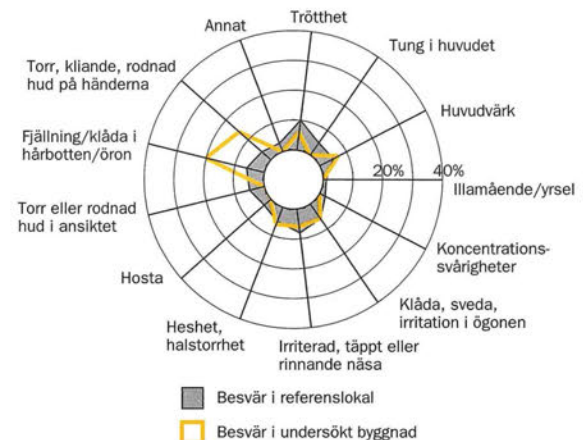 Trötthet
Annat
Tung i huvudet
Torr, kliande, rodnad
hud på händerna
Huvudvärk
Fjällning/klåda i
hårbotten/öron
20%
40%
Illamående/yrsel
Torr eller rodnad
hud i ansiktet
Koncentrations-
svårigheter
Hosta
Klåda, sveda,
irritation i ögonen
Heshet,
halstorrhet
Irriterad, täppt eller
rinnande näsa
Besvär i referenslokal
Besvär i undersökt byggnad